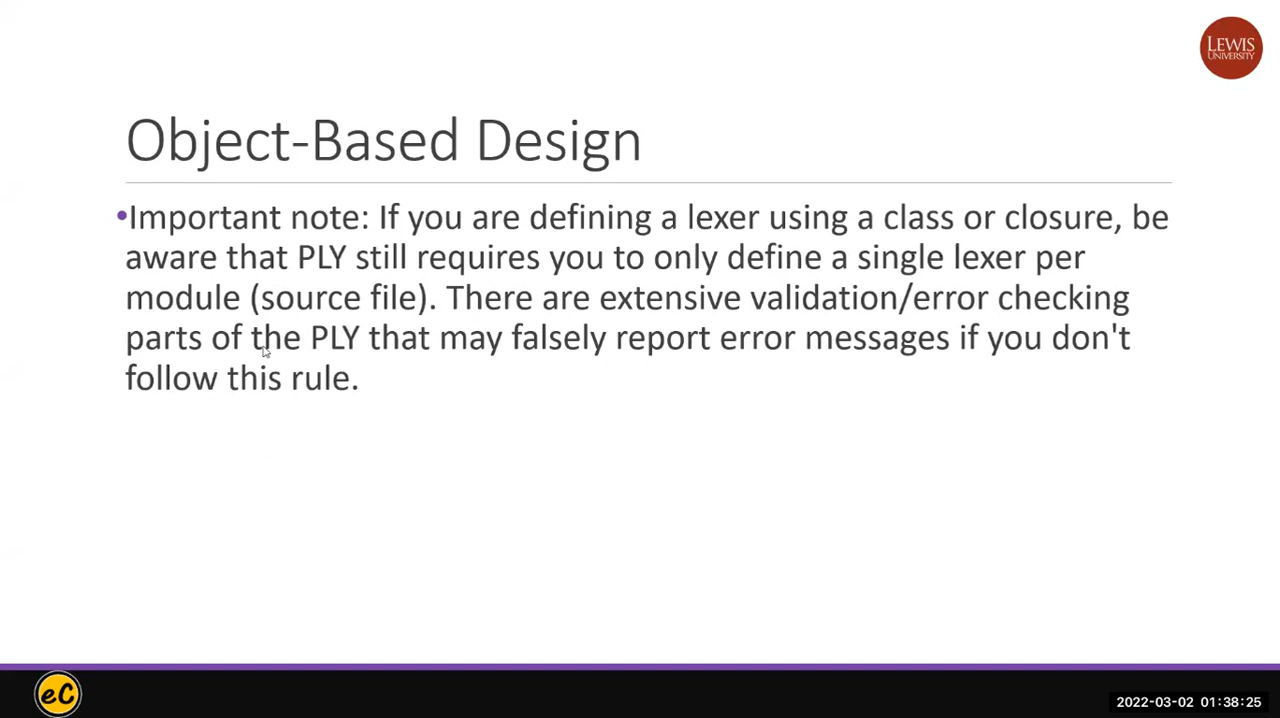 LEWIS
UNIVERSITY
Object-Based Design
•Important note: If you are defining a lexer using a class or closure, be
aware that PLY still requires you to only define a single lexer per
module (source file). There are extensive validation/error checking
parts of the PLY that may falsely report error messages if you don't
follow this rule.
eC
2022-03-02 01:38:25